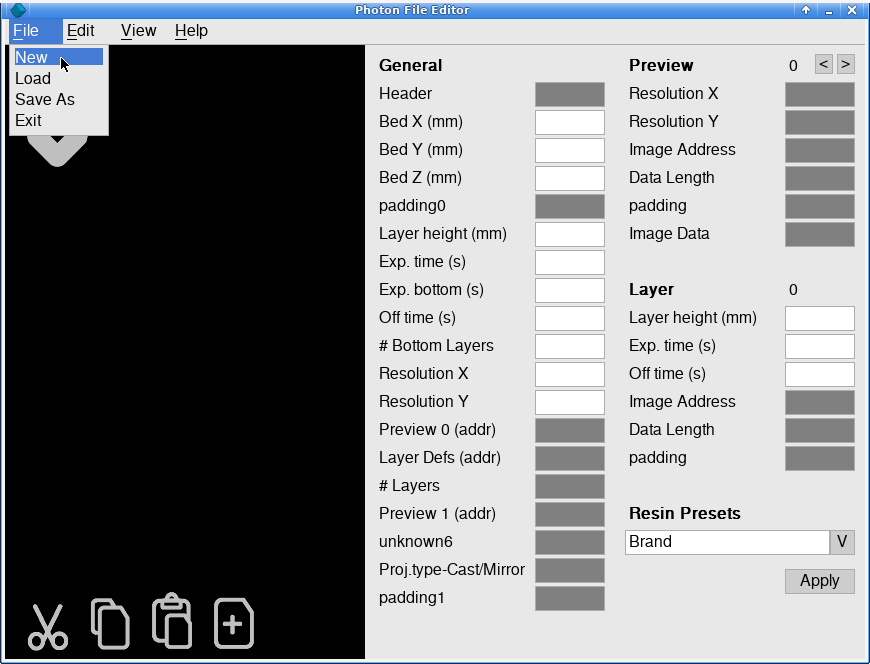 Photon File Editor
File Edit View Help
New
Load
Save As
Exit
General
Header
Bed X (mm)
Bed Y (mm)
Bed Z (mm)
padding0
Layer height (mm)
Exp. time (s)
Exp. bottom (s)
Off time (s)
# Bottom Layers
Resolution X
Resolution Y
Preview 0 (addr)
Layer Defs (addr)
# Layers
Preview 1 (addr)
unknown6
Proj.type-Cast/Mirror
padding1
Preview 0 < >
Resolution X
Resolution Y
Image Address
Data Length
padding
Image Data
Layer 0
Layer height (mm)
Exp. time (s)
Off time (s)
Image Address
Data Length
padding
Resin Presets
Brand V
Apply